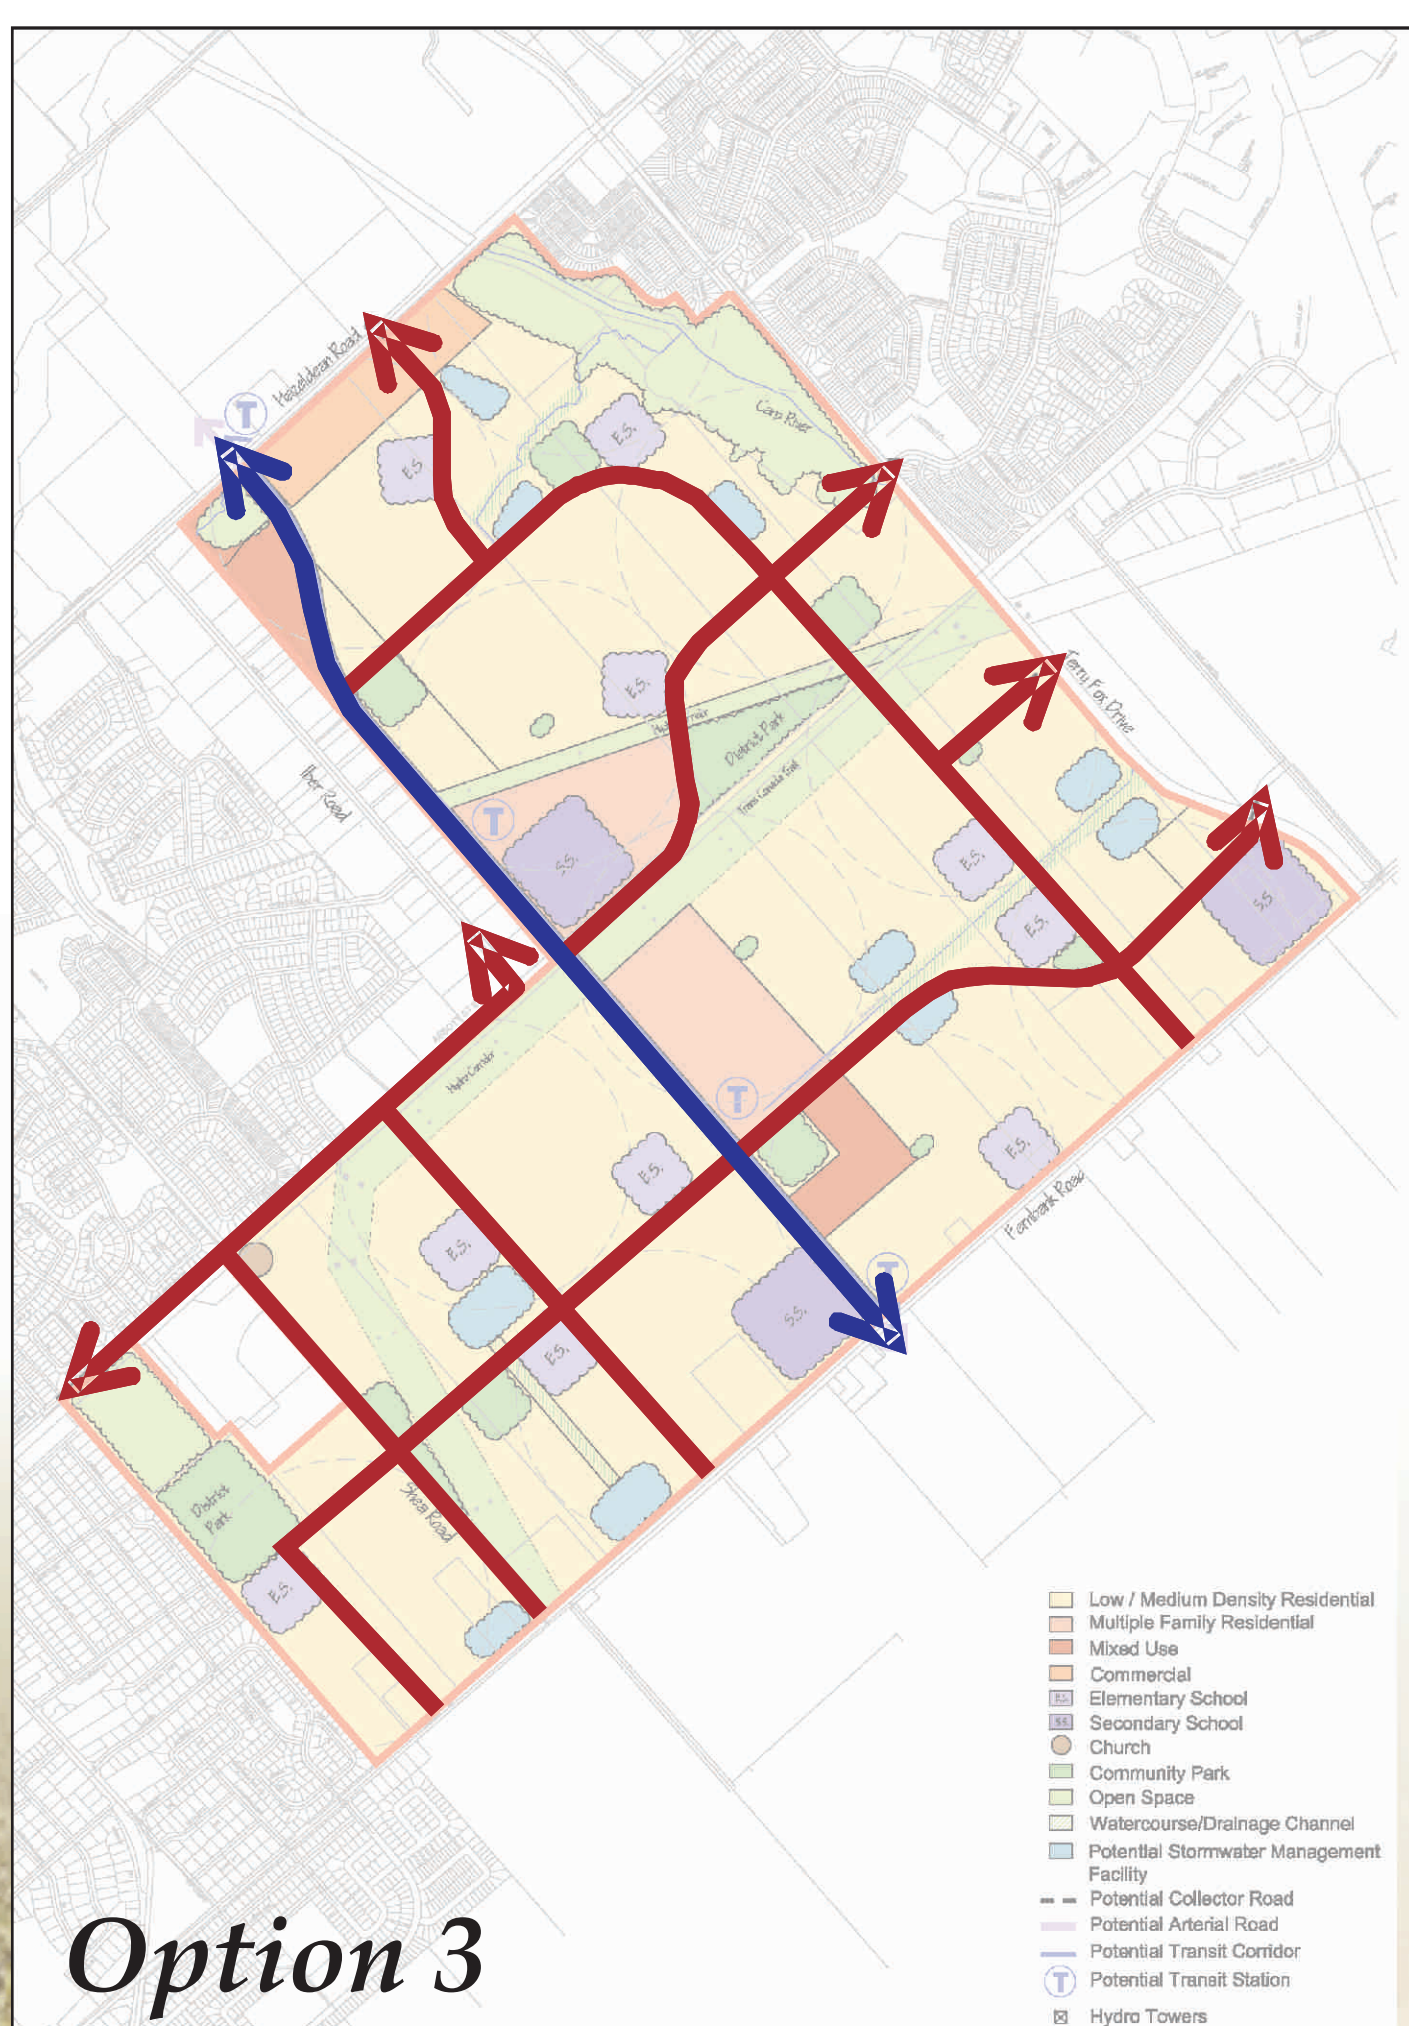 Hazeldean Road
T
Carp River
E.S.
E.S.
Terry Fox Drive
E.S.
District Park
Trans Canada Trail
Iber Road
T
S.S.
E.S.
E.S.
S.S.
Hydro Corridor
T
E.S.
E.S.
Fernbank Road
E.S.
T
S.S.
E.S.
District
Park
Shea Road
E.S.
Low / Medium Density Residential
Multiple Family Residential
Mixed Use
Commercial
E.S. Elementary School
S.S. Secondary School
Church
Community Park
Open Space
Watercourse/Drainage Channel
Potential Stormwater Management
Facility
Potential Collector Road
Potential Arterial Road
Potential Transit Corridor
T Potential Transit Station
Hydro Towers
Option 3